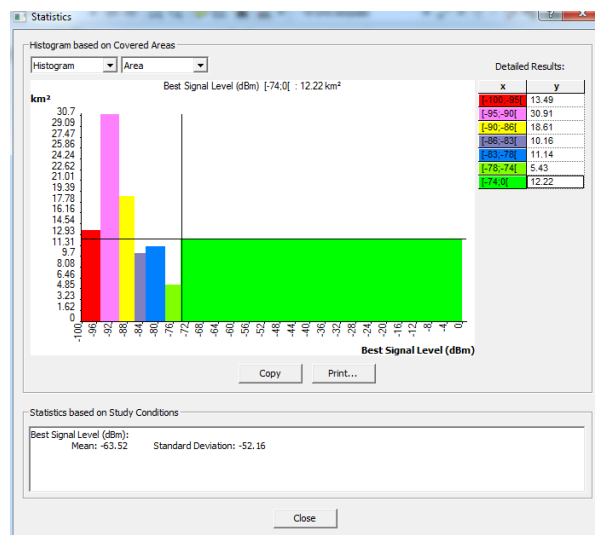 Statistics
Histogram based on Covered Areas
Histogram Area Detailed Results:
Best Signal Level (dBm) [-74;0[ : 12.22 km²
km²
30.7
29.09
27.47
25.86
24.24
22.62
21.01
19.39
17.78
16.16
14.54
12.93
11.31
9.7
8.08
6.46
4.85
3.23
1.62
0
-100 -96 -92 -88 -84 -80 -76 -72 -68 -64 -60 -56 -52 -48 -44 -40 -36 -32 -28 -24 -20 -16 -12 -8 -4 0
Best Signal Level (dBm)
x y
[-100;-95[ 13.49
[-95;-90[ 30.91
[-90;-86[ 18.61
[-86;-83[ 10.16
[-83;-78[ 11.14
[-78;-74[ 5.43
[-74;0[ 12.22
Copy Print...
Statistics based on Study Conditions
Best Signal Level (dBm):
Mean: -63.52 Standard Deviation: -52.16
Close